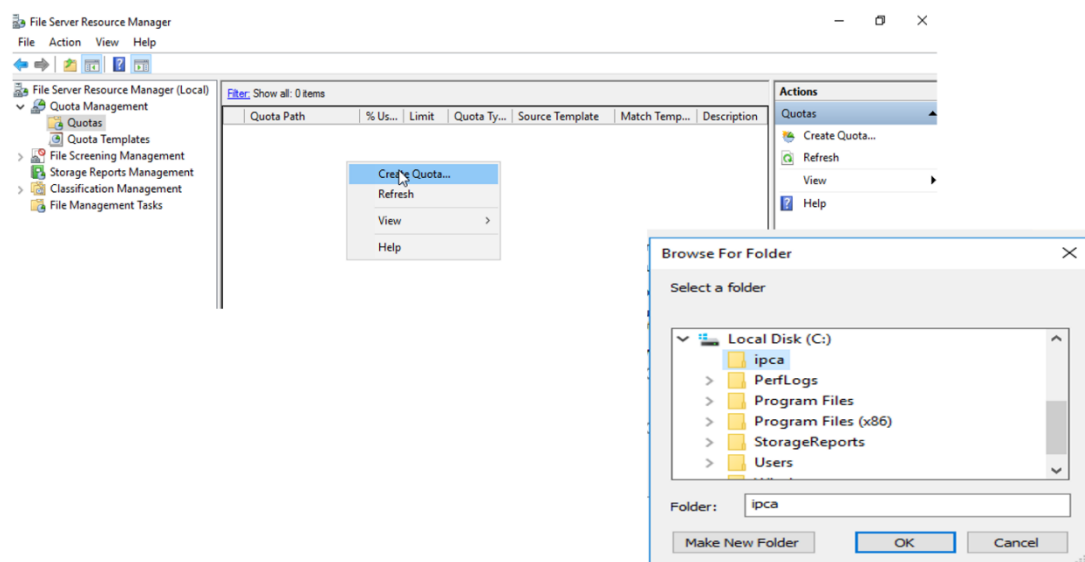 File Server Resource Manager
File Action View Help
File Server Resource Manager (Local)
Quota Management
Quotas
Quota Templates
File Screening Management
Storage Reports Management
Classification Management
File Management Tasks
Filter: Show all: 0 items
Quota Path % Us... Limit Quota Ty... Source Template Match Temp... Description
Create Quota...
Refresh
View
Help
Actions
Quotas
Create Quota...
Refresh
View
Help
Browse For Folder
Select a folder
Local Disk (C:)
ipca
PerfLogs
Program Files
Program Files (x86)
StorageReports
Users
Folder: ipca
Make New Folder OK Cancel